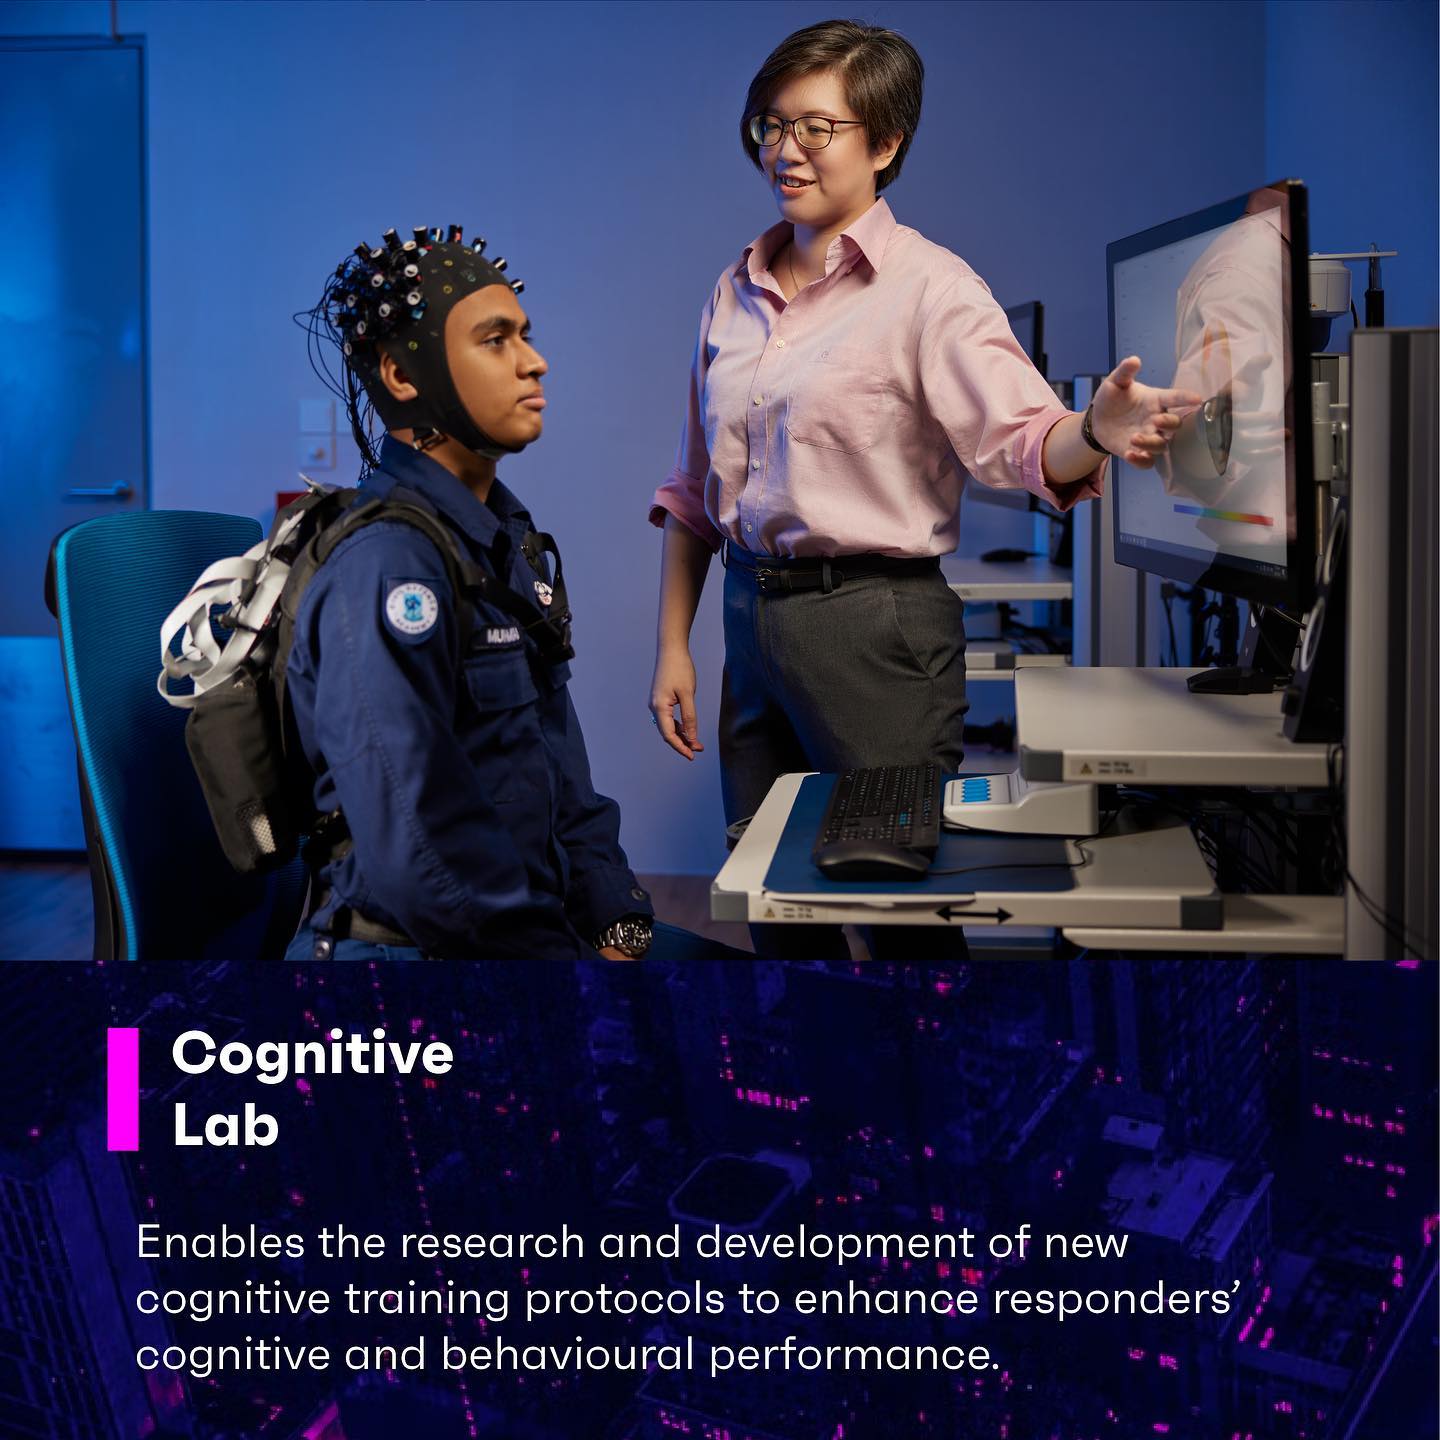 Cognitive
Lab
Enables the research and development of new
cognitive training protocols to enhance responders’
cognitive and behavioural performance.